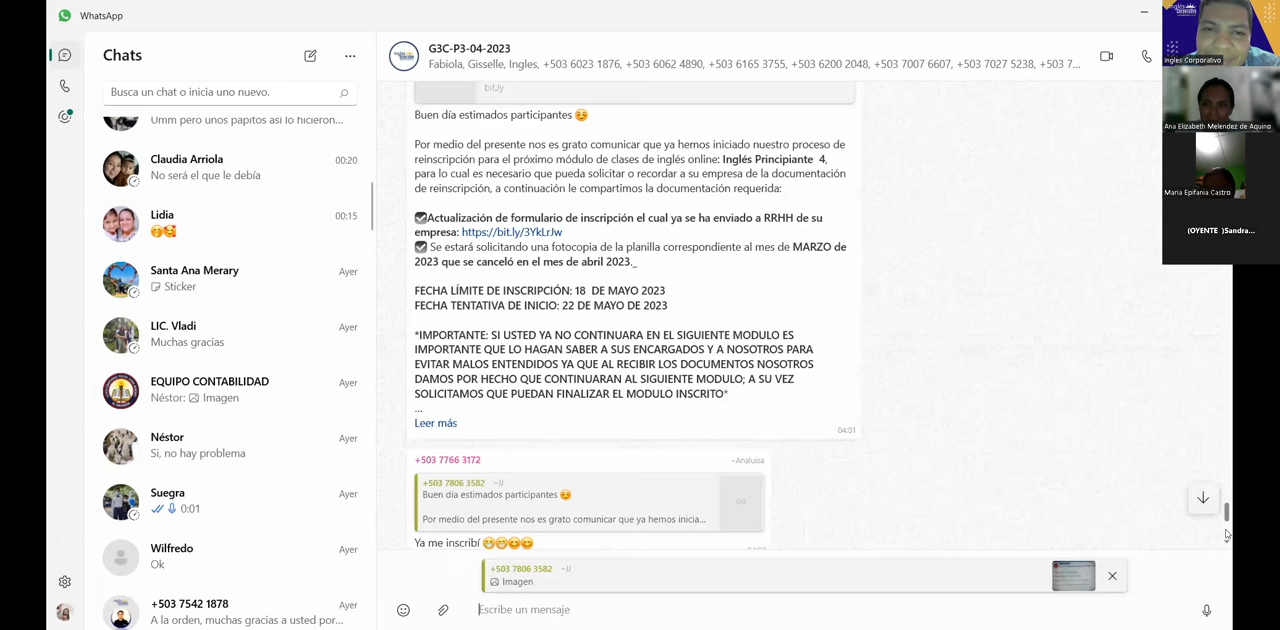 WhatsApp
Chats
Busca un chat o inicia uno nuevo.
Umm pero unos papitos asi lo hicieron...
Claudia Arriola 00:20
No será el que le debía
Lidia 00:15
🤭🥰
Santa Ana Merary Ayer
Sticker
LIC. Vladi Ayer
Muchas gracias
EQUIPO CONTABILIDAD Ayer
Néstor: Imagen
Néstor Ayer
Si, no hay problema
Suegra Ayer
0:01
Wilfredo Ayer
Ok
+503 7542 1878 Ayer
A la orden, muchas gracias a usted por...
G3C-P3-04-2023
Fabiola, Gisselle, Ingles, +503 6023 1876, +503 6062 4890, +503 6165 3755, +503 6200 2048, +503 7007 6607, +503 7027 5238, +503 7...
bit.ly
Buen día estimados participantes ☺️
Por medio del presente nos es grato comunicar que ya hemos iniciado nuestro proceso de
reinscripción para el próximo módulo de clases de inglés online: Inglés Principiante 4,
para lo cual es necesario que pueda solicitar o recordar a su empresa de la documentación
de reinscripción, a continuación le compartimos la documentación requerida:
☑️Actualización de formulario de inscripción el cual ya se ha enviado a RRHH de su
empresa: https://bit.ly/3YkLrJw
☑️ Se estará solicitando una fotocopia de la planilla correspondiente al mes de MARZO de
2023 que se canceló en el mes de abril 2023._
FECHA LÍMITE DE INSCRIPCIÓN: 18 DE MAYO 2023
FECHA TENTATIVA DE INICIO: 22 DE MAYO DE 2023
*IMPORTANTE: SI USTED YA NO CONTINUARA EN EL SIGUIENTE MODULO ES
IMPORTANTE QUE LO HAGAN SABER A SUS ENCARGADOS Y A NOSOTROS PARA
EVITAR MALOS ENTENDIDOS YA QUE AL RECIBIR LOS DOCUMENTOS NOSOTROS
DAMOS POR HECHO QUE CONTINUARAN AL SIGUIENTE MODULO; A SU VEZ
SOLICITAMOS QUE PUEDAN FINALIZAR EL MODULO INSCRITO*
...
Leer más
04:01
+503 7766 3172 ~Analuisa
+503 7806 3582 ~JJ
Buen día estimados participantes ☺️
Por medio del presente nos es grato comunicar que ya hemos inicia...
Ya me inscribí 😁😁😊😊
+503 7806 3582 ~JJ
Imagen
Escribe un mensaje
Ingles Corporativo
Ana Elizabeth Melendez de Aquino
Maria Epifania Castro
(OYENTE )Sandra...